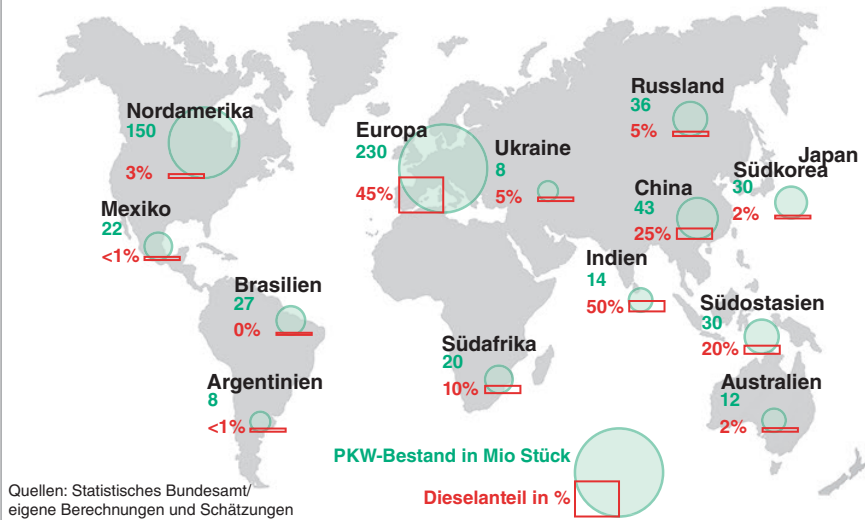 Nordamerika
150
3%
Mexiko
22
<1%
Brasilien
27
0%
Argentinien
8
<1%
Europa
230
45%
Ukraine
8
5%
Südafrika
20
10%
Russland
36
5%
China
43
25%
Japan
Südkorea
30
2%
Indien
14
50%
Südostasien
30
20%
Australien
12
2%
PKW-Bestand in Mio Stück
Dieselanteil in %
Quellen: Statistisches Bundesamt/
eigene Berechnungen und Schätzungen